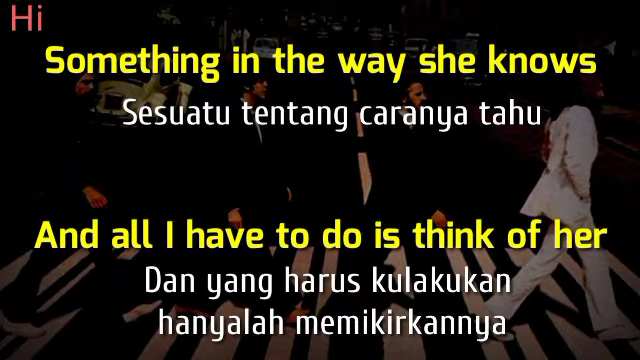 Hi
Something in the way she knows
Sesuatu tentang caranya tahu
And all I have to do is think of her
Dan yang harus kulakukan
hanyalah memikirkannya